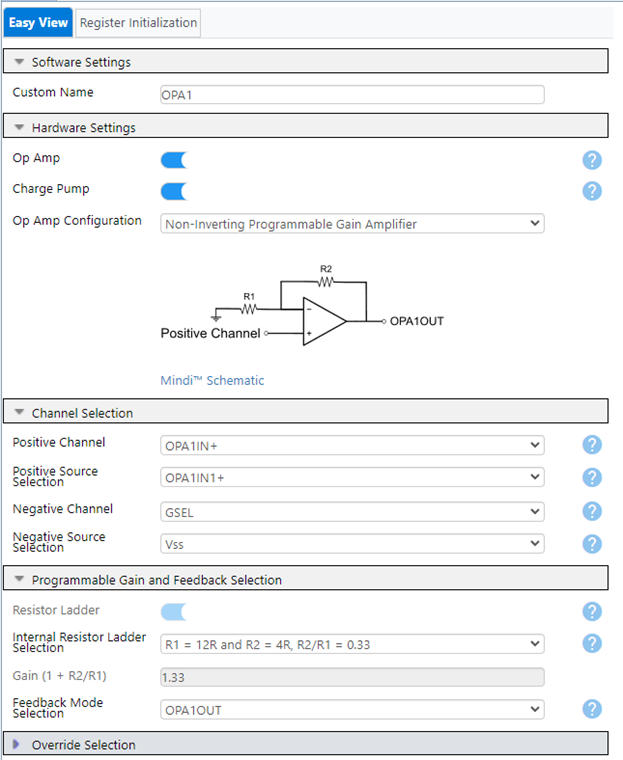 Easy View Register Initialization
Software Settings
Custom Name OPA1
Hardware Settings
Op Amp ?
Charge Pump ?
Op Amp Configuration Non-Inverting Programmable Gain Amplifier
R2
R1
-
OPA1OUT
Positive Channel +
Mindi™ Schematic
Channel Selection
Positive Channel OPA1IN+ ?
Positive Source
Selection OPA1IN1+ ?
Negative Channel GSEL ?
Negative Source
Selection Vss ?
Programmable Gain and Feedback Selection
Resistor Ladder ?
Internal Resistor Ladder
Selection R1 = 12R and R2 = 4R, R2/R1 = 0.33 ?
Gain (1 + R2/R1) 1.33
Feedback Mode
Selection OPA1OUT ?
Override Selection